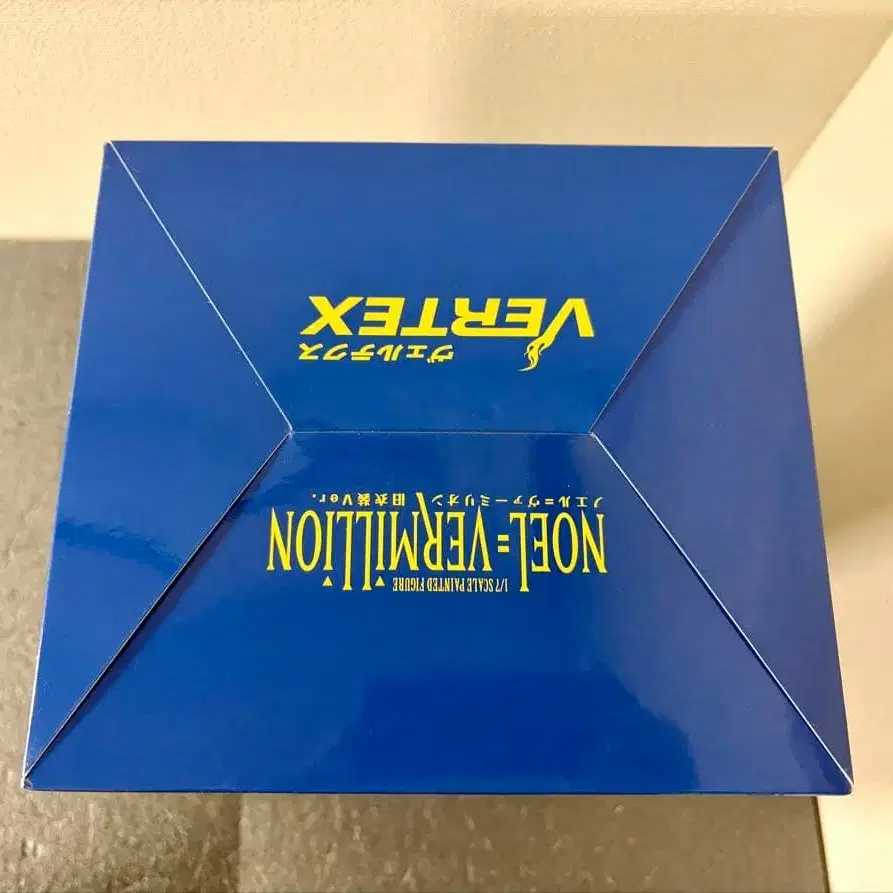 1/7 SCALE PAINTED FIGURE
NOEL=VERMILLION
ノエル=ヴァーミリオン 旧衣装Ver.
ヴェルテクス
VERTEX